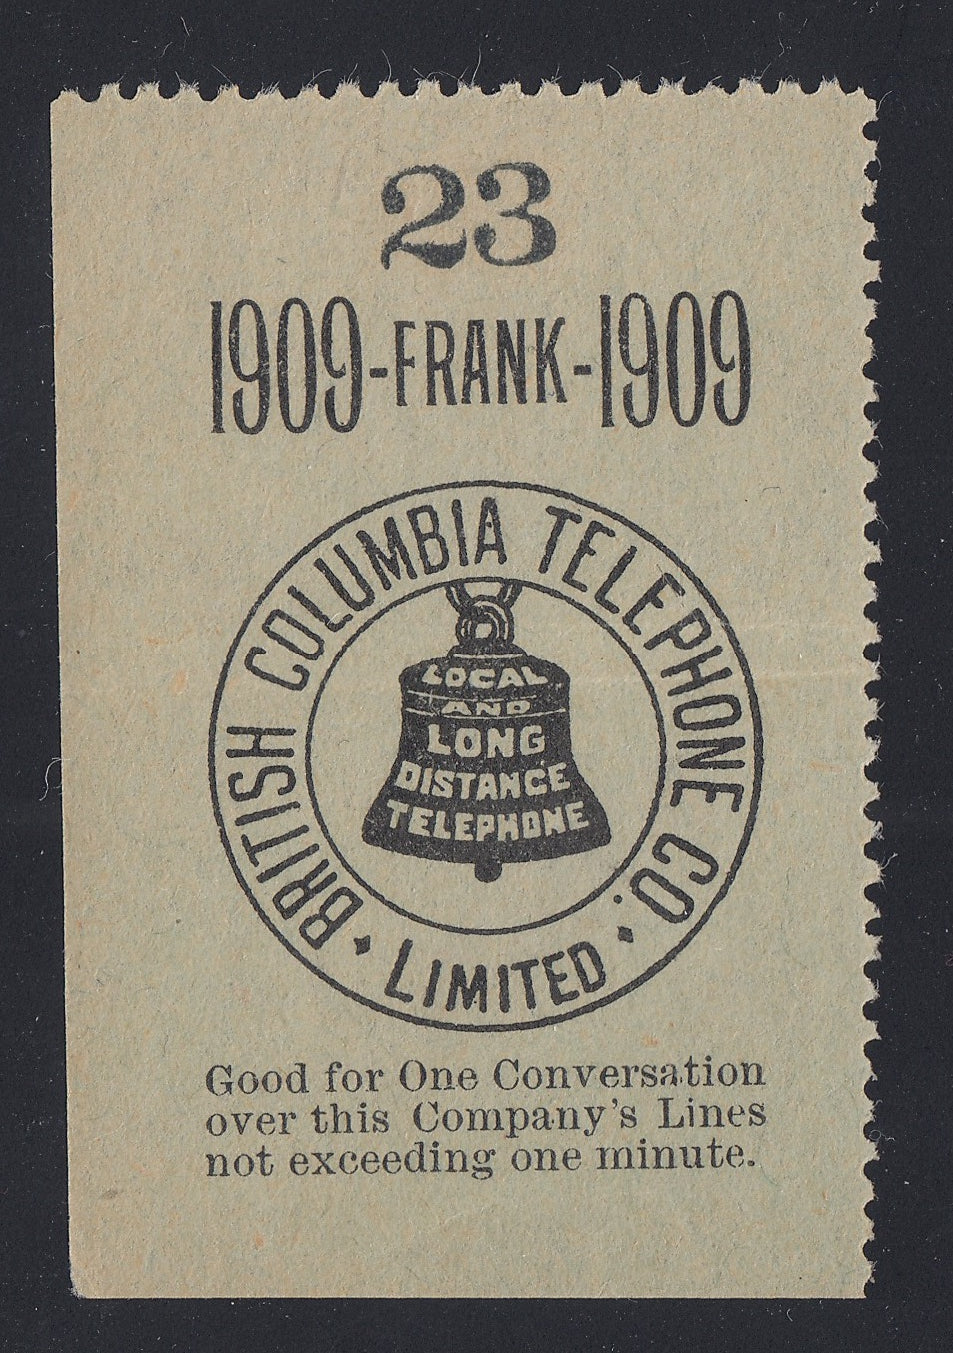 23
1909-FRANK-1909
BRITISH COLUMBIA TELEPHONE CO.
LIMITED
LOCAL
AND
LONG
DISTANCE
TELEPHONE
Good for One Conversation
over this Company's Lines
not exceeding one minute.